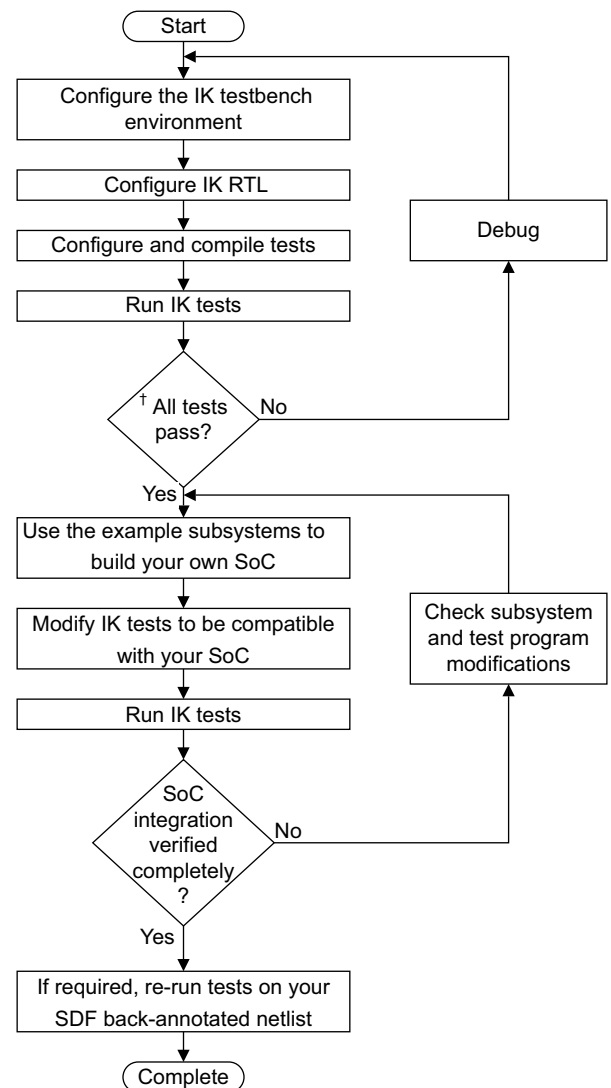 Start
Configure the IK testbench
environment
Configure IK RTL
Configure and compile tests
Run IK tests
Debug
† All tests
pass?
No
Yes
Use the example subsystems to
build your own SoC
Modify IK tests to be compatible
with your SoC
Run IK tests
Check subsystem
and test program
modifications
SoC
integration
verified
completely
?
No
Yes
If required, re-run tests on your
SDF back-annotated netlist
Complete